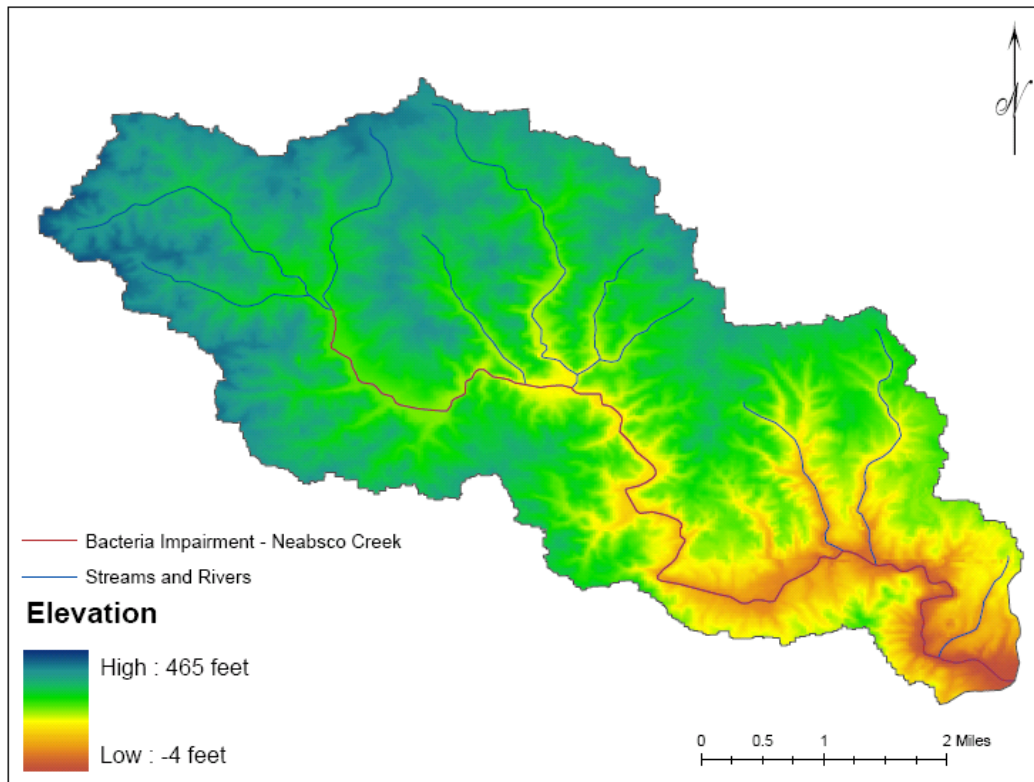 N
Bacteria Impairment - Neabsco Creek
Streams and Rivers
Elevation
High : 465 feet
Low : -4 feet
0 0.5 1 2 Miles